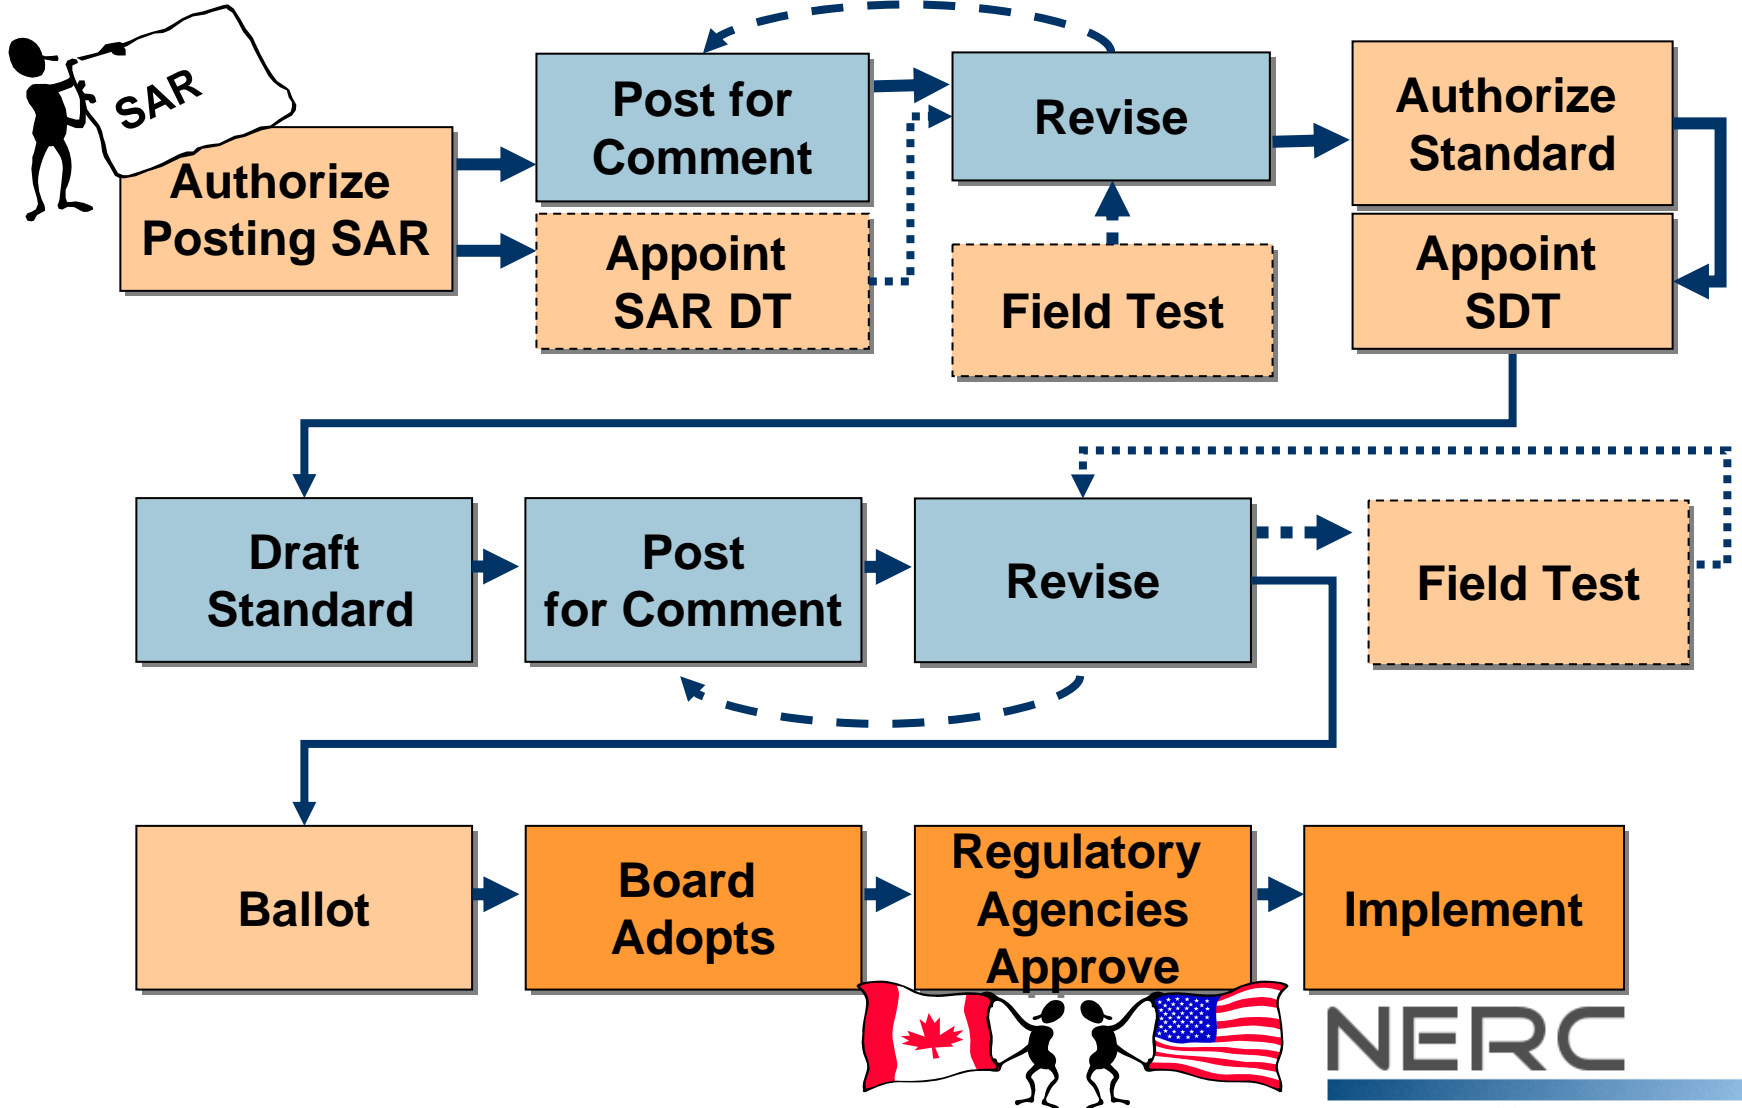 SAR
Authorize
Posting SAR
Post for
Comment
Appoint
SAR DT
Revise
Field Test
Authorize
Standard
Appoint
SDT
Draft
Standard
Post
for Comment
Revise
Field Test
Ballot
Board
Adopts
Regulatory
Agencies
Approve
Implement
NERC